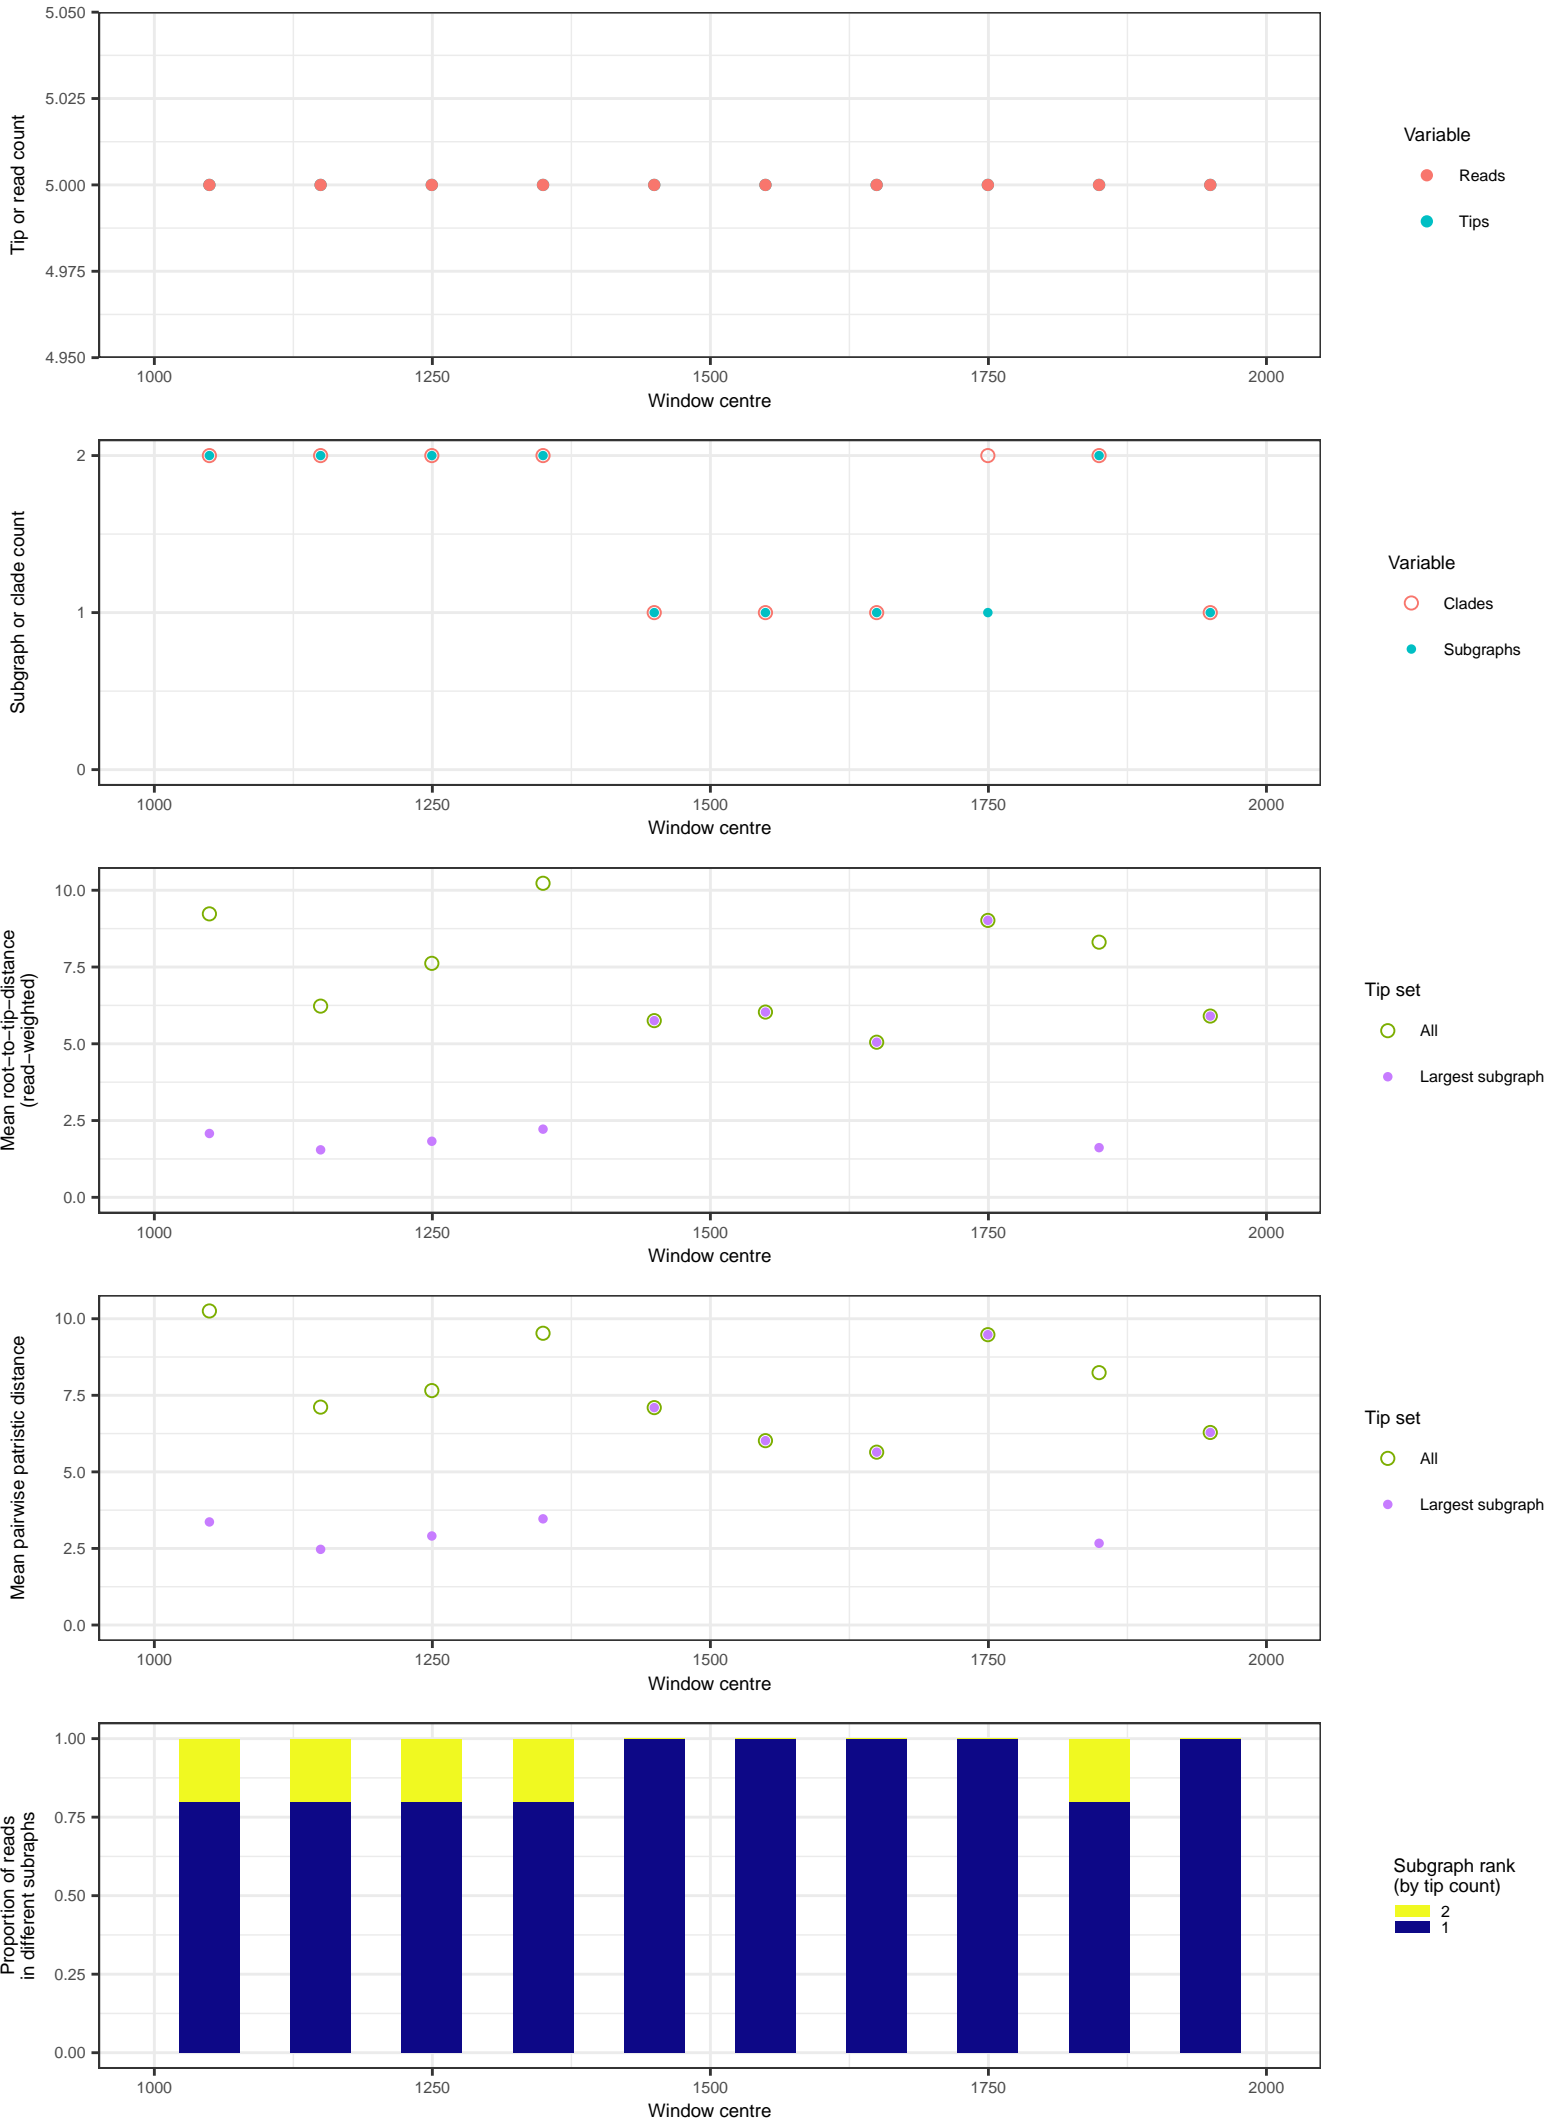 5.050
5.025
5.000
4.975
4.950
Tip or read count
1000 1250 1500 1750 2000
Window centre
Variable
Reads
Tips
2
1
0
Subgraph or clade count
1000 1250 1500 1750 2000
Window centre
Variable
Clades
Subgraphs
10.0
7.5
5.0
2.5
0.0
Mean root−to−tip−distance
(read−weighted)
1000 1250 1500 1750 2000
Window centre
Tip set
All
Largest subgraph
10.0
7.5
5.0
2.5
0.0
Mean pairwise patristic distance
1000 1250 1500 1750 2000
Window centre
Tip set
All
Largest subgraph
1.00
0.75
0.50
0.25
0.00
Proportion of reads
in different subraphs
1000 1250 1500 1750 2000
Window centre
Subgraph rank
(by tip count)
2
1